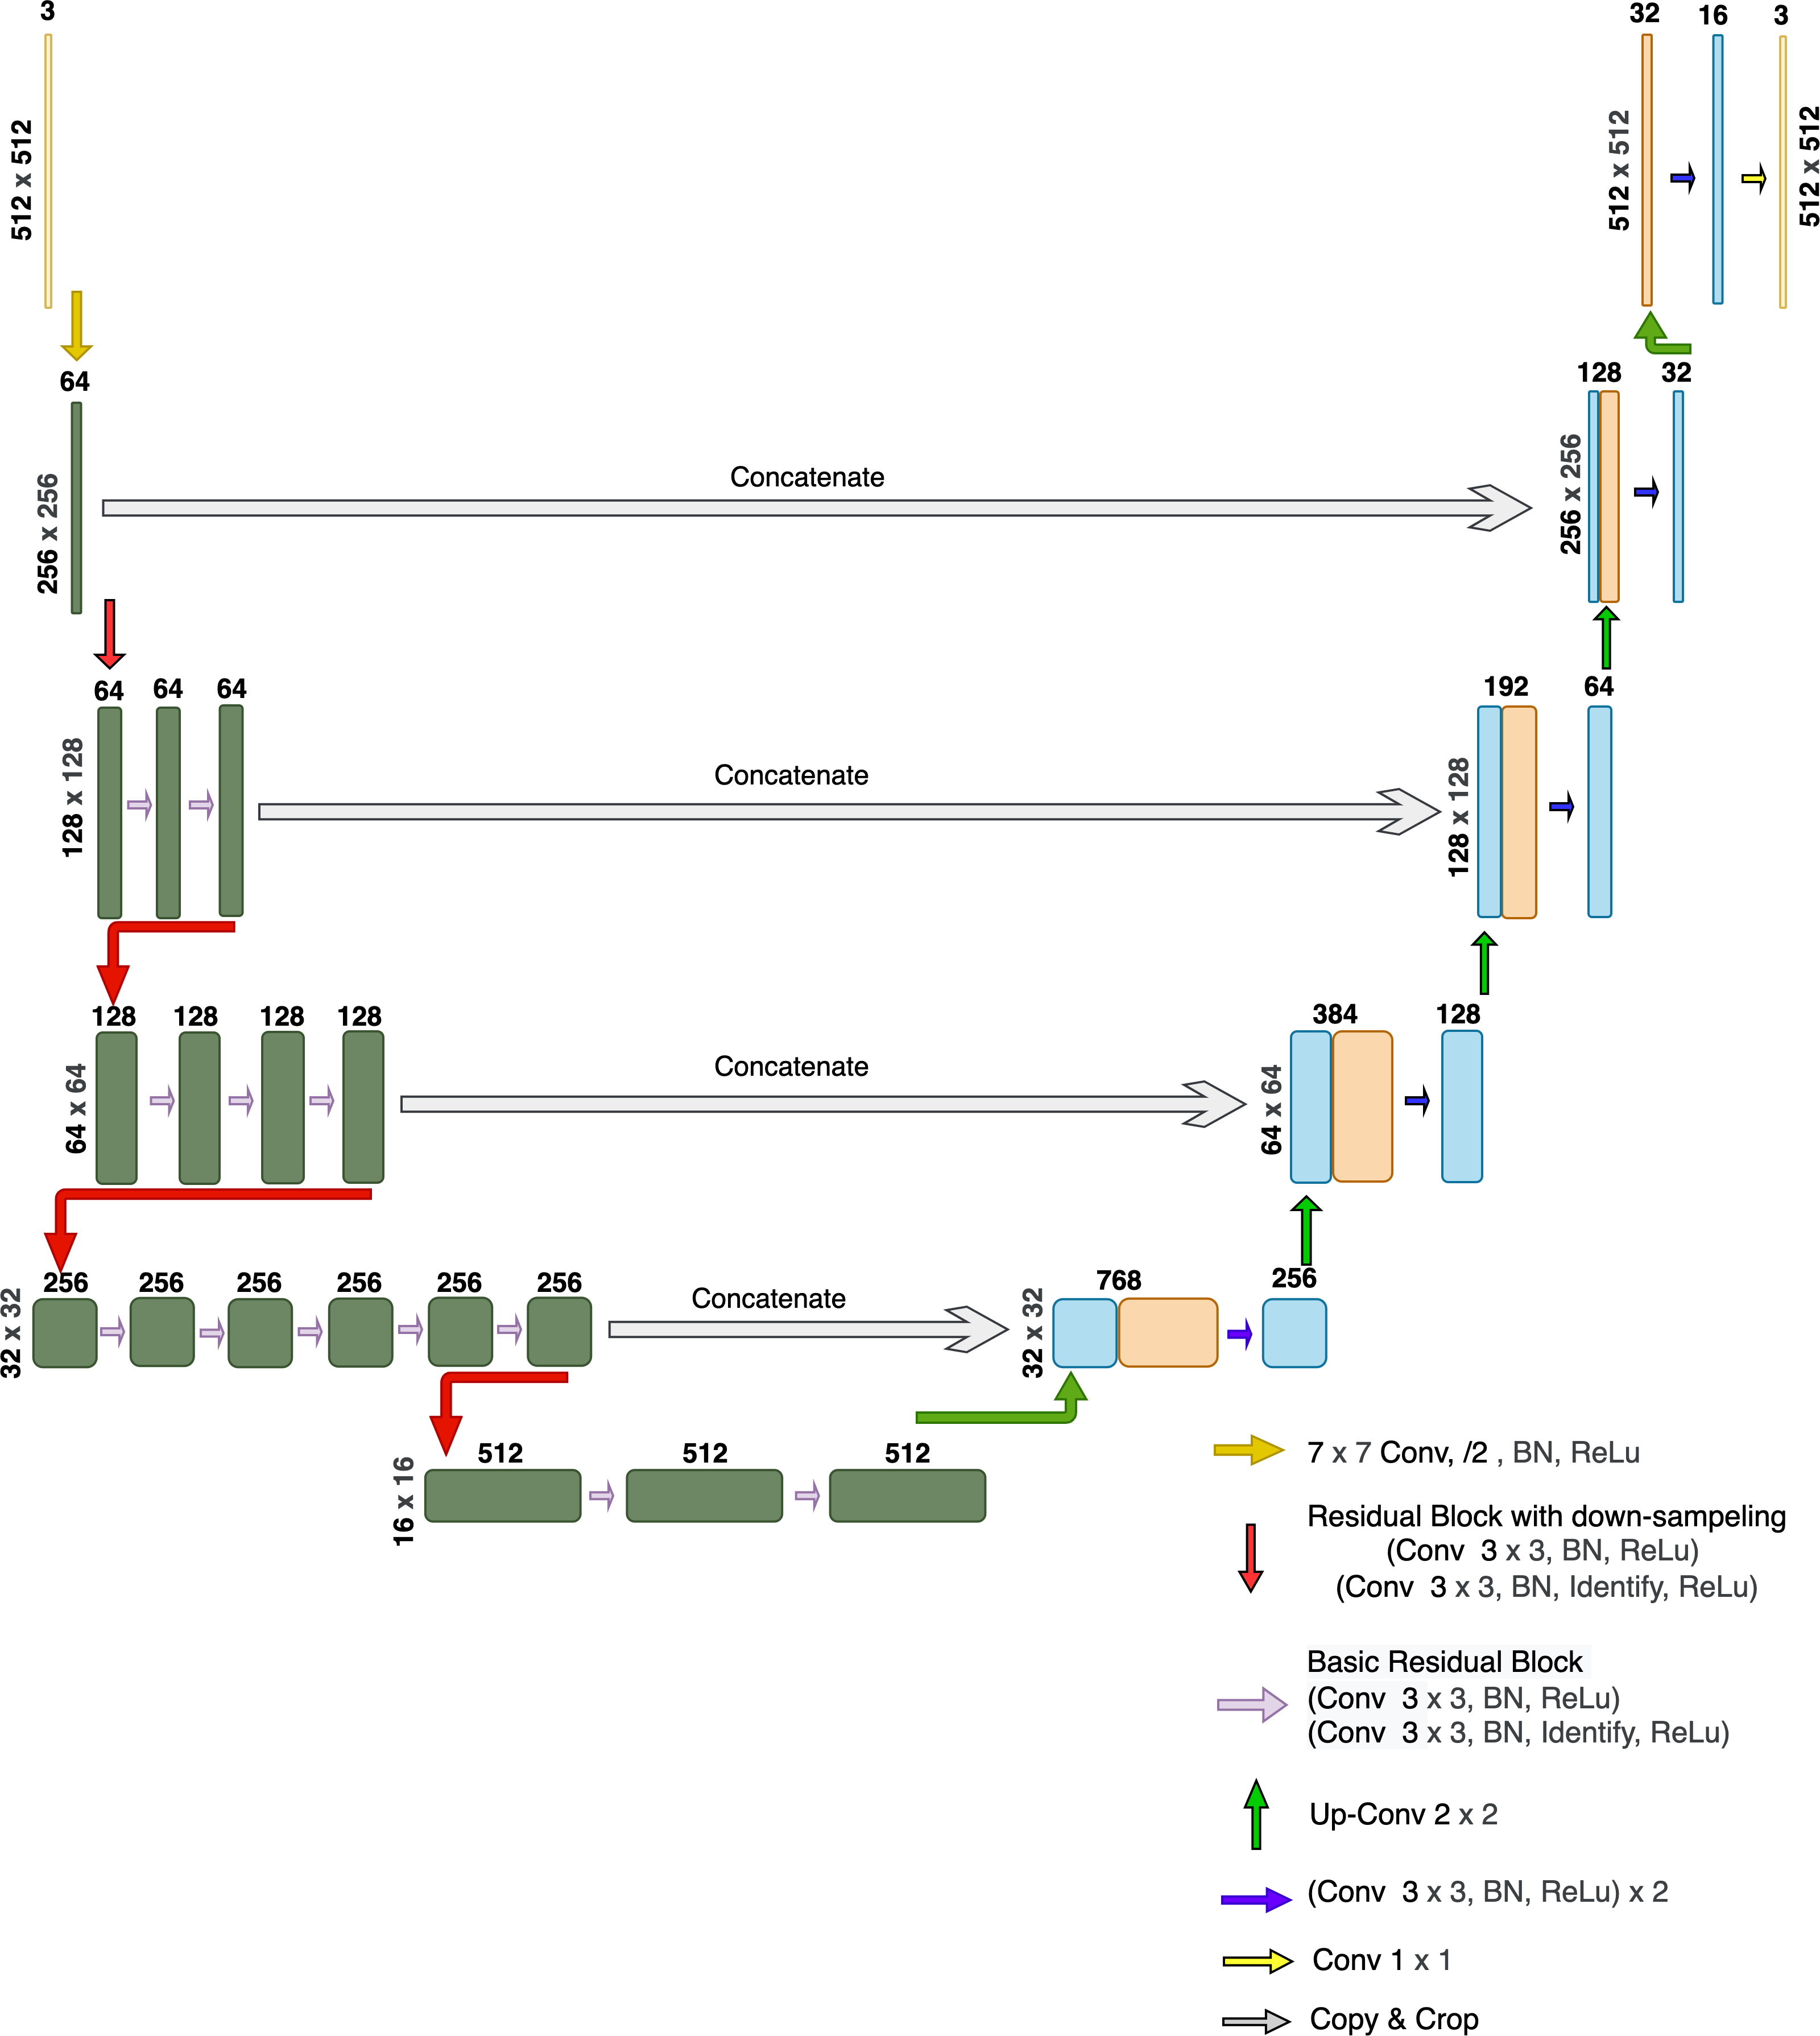 3
512 x 512
32 16 3
512 x 512
512 x 512
64
256 x 256
Concatenate
128 32
256 x 256
64 64 64
128 x 128
Concatenate
192 64
128 x 128
128 128 128 128
64 x 64
Concatenate
384 128
64 x 64
256 256 256 256 256 256
32 x 32
Concatenate
768 256
32 x 32
512 512 512
16 x 16
7 x 7 Conv, /2 , BN, ReLu
Residual Block with down-sampeling
(Conv 3 x 3, BN, ReLu)
(Conv 3 x 3, BN, Identify, ReLu)
Basic Residual Block
(Conv 3 x 3, BN, ReLu)
(Conv 3 x 3, BN, Identify, ReLu)
Up-Conv 2 x 2
(Conv 3 x 3, BN, ReLu) x 2
Conv 1 x 1
Copy & Crop